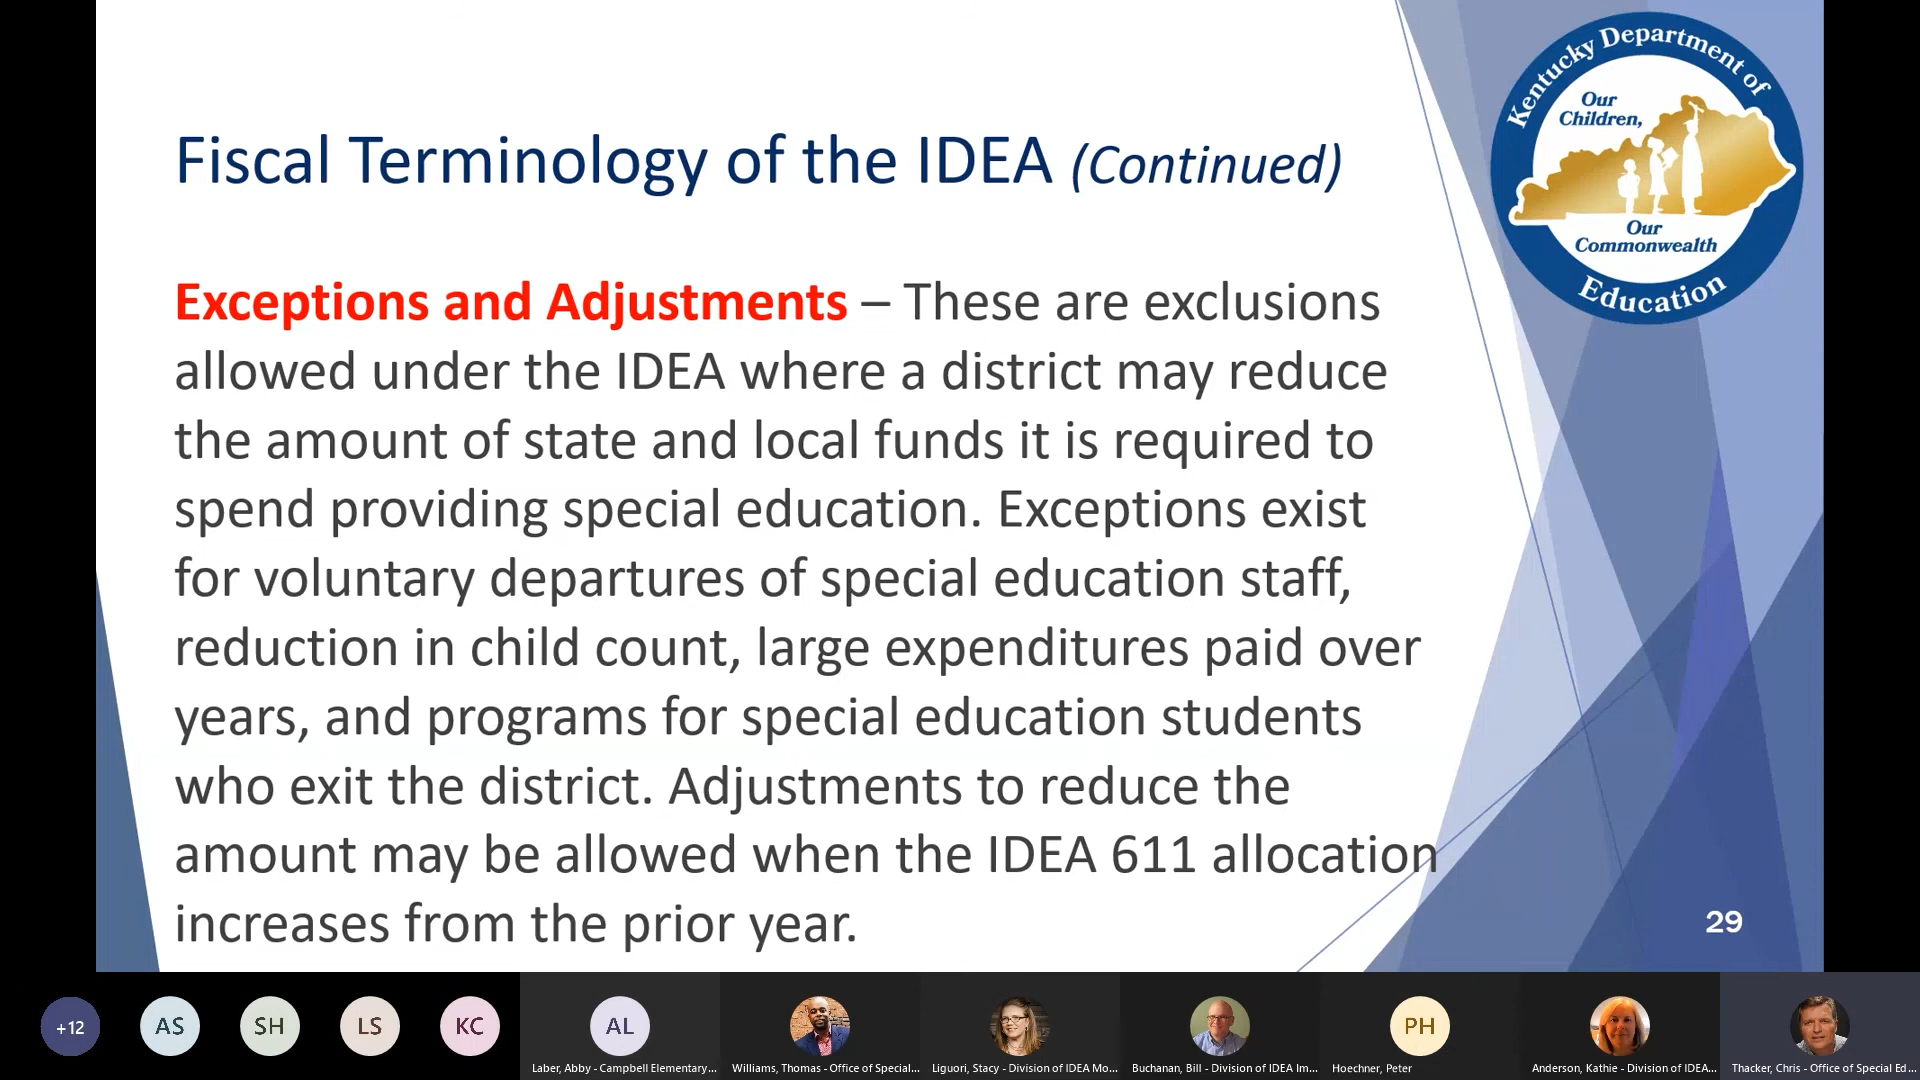 Kentucky Department of
Our
Children,
Our
Commonwealth
Education
Fiscal Terminology of the IDEA (Continued)
Exceptions and Adjustments – These are exclusions
allowed under the IDEA where a district may reduce
the amount of state and local funds it is required to
spend providing special education. Exceptions exist
for voluntary departures of special education staff,
reduction in child count, large expenditures paid over
years, and programs for special education students
who exit the district. Adjustments to reduce the
amount may be allowed when the IDEA 611 allocation
increases from the prior year.
29
+12
AS
SH
LS
KC
AL
PH
Laber, Abby - Campbell Elementary...
Williams, Thomas - Office of Special...
Liguori, Stacy - Division of IDEA Mo...
Buchanan, Bill - Division of IDEA Im...
Hoechner, Peter
Anderson, Kathie - Division of IDEA...
Thacker, Chris - Office of Special Ed ...